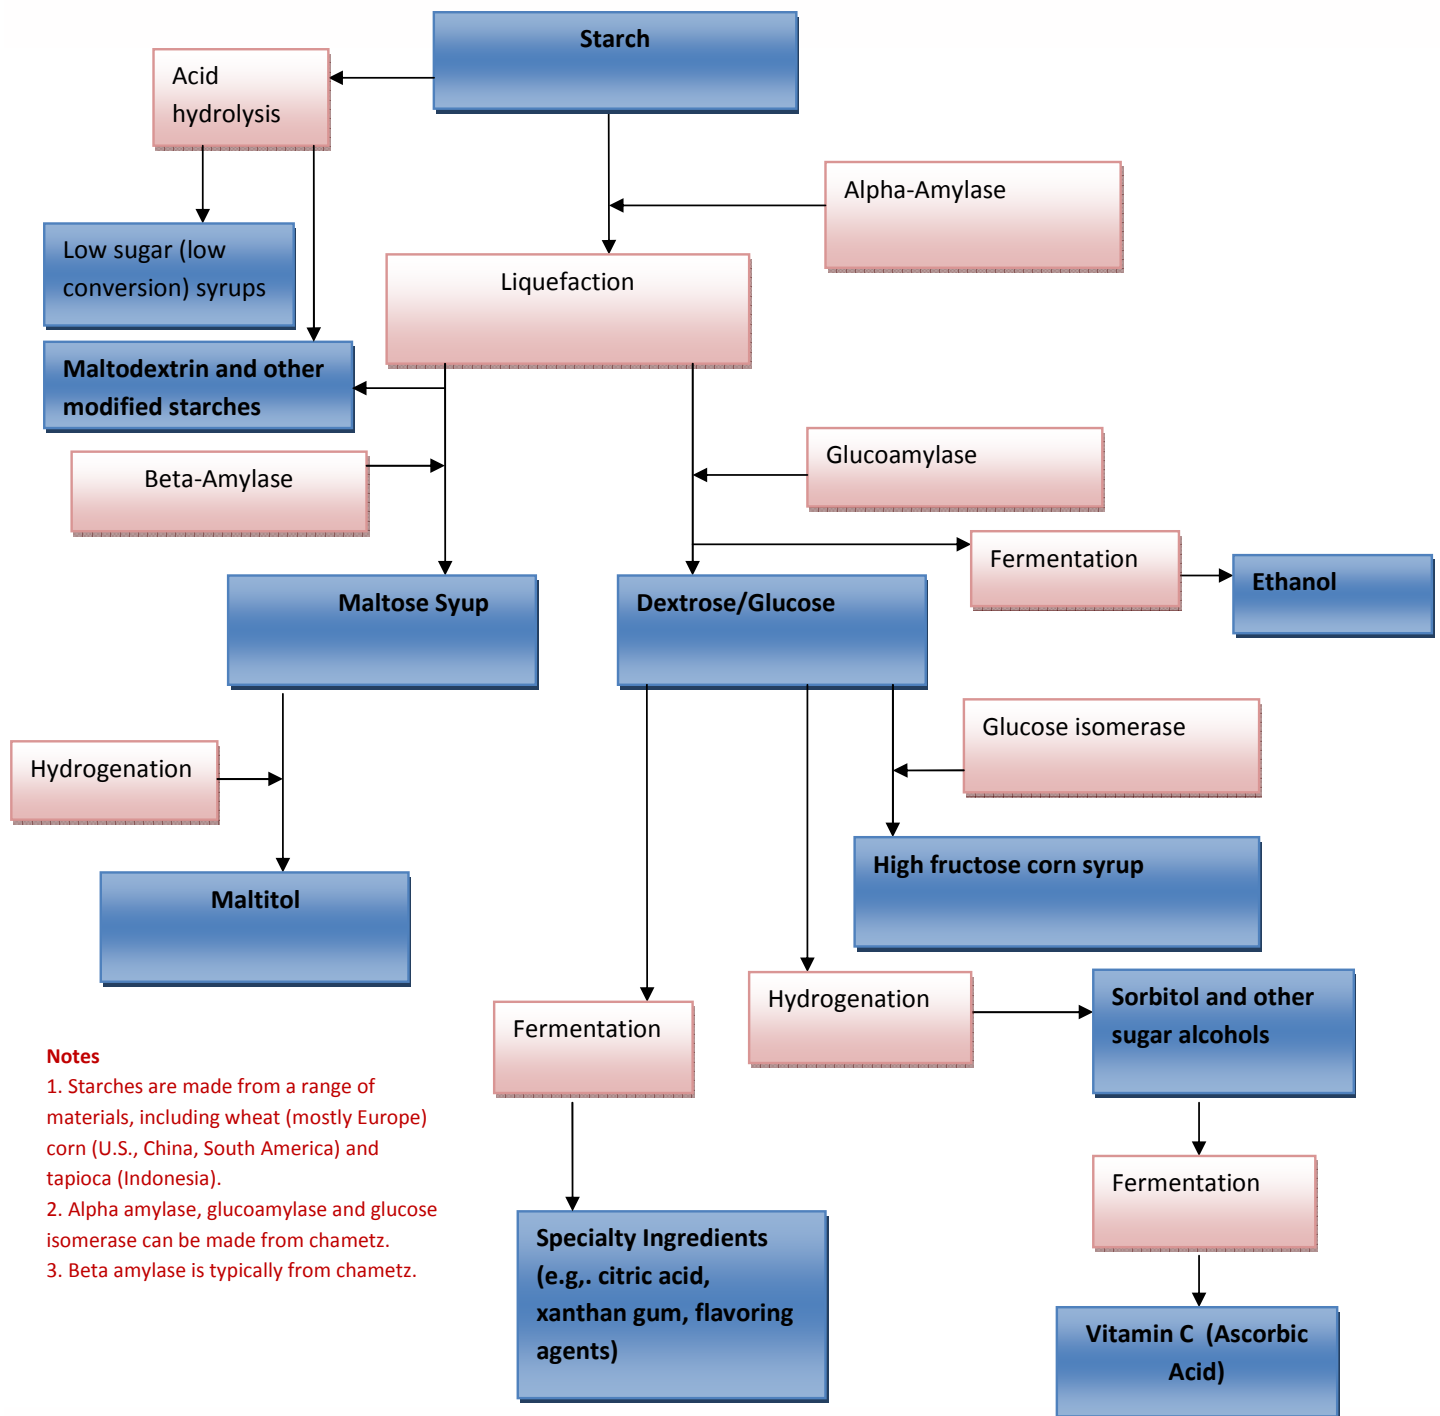 Starch
Acid
hydrolysis
Alpha-Amylase
Low sugar (low
conversion) syrups
Liquefaction
Maltodextrin and other
modified starches
Beta-Amylase
Glucoamylase
Fermentation
Ethanol
Maltose Syup
Dextrose/Glucose
Glucose isomerase
Hydrogenation
High fructose corn syrup
Maltitol
Hydrogenation
Sorbitol and other
sugar alcohols
Fermentation
Notes
1. Starches are made from a range of
materials, including wheat (mostly Europe)
corn (U.S., China, South America) and
tapioca (Indonesia).
2. Alpha amylase, glucoamylase and glucose
isomerase can be made from chametz.
3. Beta amylase is typically from chametz.
Fermentation
Specialty Ingredients
(e.g,. citric acid,
xanthan gum, flavoring
agents)
Vitamin C  (Ascorbic
Acid)